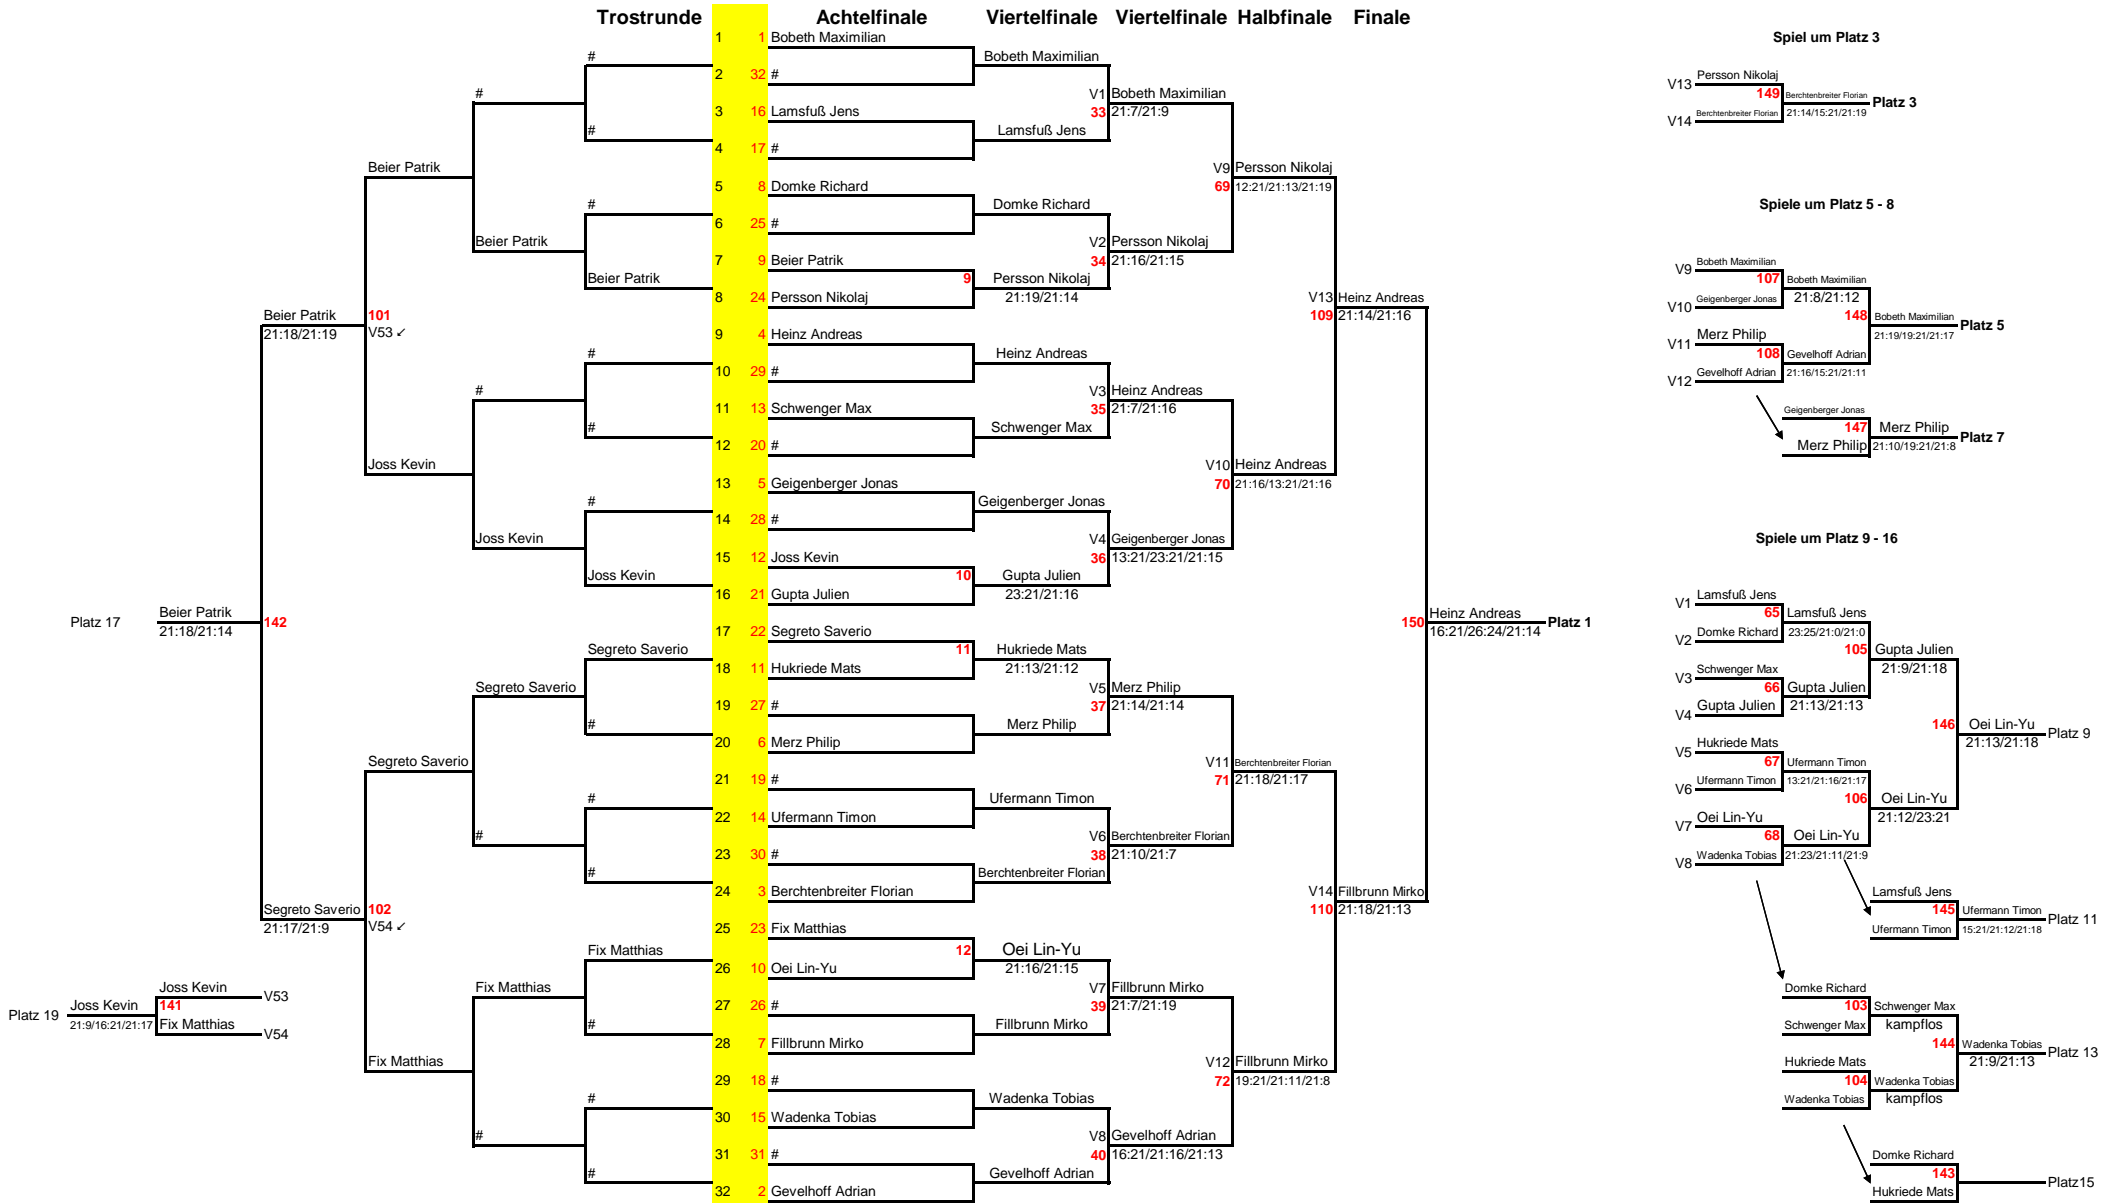 Trostrunde Achtelfinale Viertelfinale Viertelfinale Halbfinale Finale
1 1 Bobeth Maximilian
2 32 #
3 16 Lamsfuß Jens
4 17 #
5 8 Domke Richard
6 25 #
7 9 Beier Patrik
9
8 24 Persson Nikolaj
9 4 Heinz Andreas
10 29 #
11 13 Schwenger Max
12 20 #
13 5 Geigenberger Jonas
14 28 #
15 12 Joss Kevin
10
16 21 Gupta Julien
17 22 Segreto Saverio
11
18 11 Hukriede Mats
19 27 #
20 6 Merz Philip
21 19 #
22 14 Ufermann Timon
23 30 #
24 3 Berchtenbreiter Florian
25 23 Fix Matthias
12
26 10 Oei Lin-Yu
27 26 #
28 7 Fillbrunn Mirko
29 18 #
30 15 Wadenka Tobias
31 31 #
32 2 Gevelhoff Adrian
#
#
#
Beier Patrik
#
#
#
Joss Kevin
Segreto Saverio
#
#
#
Fix Matthias
#
#
#
#
Beier Patrik
#
Joss Kevin
Segreto Saverio
#
Fix Matthias
#
Beier Patrik
101
V53 ↙
Joss Kevin
Segreto Saverio
102
V54 ↙
Fix Matthias
Beier Patrik
21:18/21:19
142
Segreto Saverio
21:17/21:9
Platz 17
Beier Patrik
21:18/21:14
Platz 19
Joss Kevin
21:9/16:21/21:17
Joss Kevin
V53
141
Fix Matthias
V54
Bobeth Maximilian
Lamsfuß Jens
Domke Richard
Persson Nikolaj
21:19/21:14
Heinz Andreas
Schwenger Max
Geigenberger Jonas
Gupta Julien
23:21/21:16
Hukriede Mats
21:13/21:12
Merz Philip
Ufermann Timon
Berchtenbreiter Florian
Oei Lin-Yu
21:16/21:15
Fillbrunn Mirko
Wadenka Tobias
Gevelhoff Adrian
V1 Bobeth Maximilian
33 21:7/21:9
V2 Persson Nikolaj
34 21:16/21:15
V3 Heinz Andreas
35 21:7/21:16
V4 Geigenberger Jonas
36 13:21/23:21/21:15
V5 Merz Philip
37 21:14/21:14
V6 Berchtenbreiter Florian
38 21:10/21:7
V7 Fillbrunn Mirko
39 21:7/21:19
V8 Gevelhoff Adrian
40 16:21/21:16/21:13
V9 Persson Nikolaj
69 12:21/21:13/21:19
V10 Heinz Andreas
70 21:16/13:21/21:16
V11 Berchtenbreiter Florian
71 21:18/21:17
V12 Fillbrunn Mirko
72 19:21/21:11/21:8
V13 Heinz Andreas
109 21:14/21:16
V14 Fillbrunn Mirko
110 21:18/21:13
Heinz Andreas
150 16:21/26:24/21:14
Platz 1
Spiel um Platz 3
V13 Persson Nikolaj
149
V14 Berchtenbreiter Florian
Berchtenbreiter Florian
21:14/15:21/21:19
Platz 3
Spiele um Platz 5 - 8
V9 Bobeth Maximilian
107
V10 Geigenberger Jonas
Bobeth Maximilian
21:8/21:12
148
V11 Merz Philip
108
V12 Gevelhoff Adrian
Gevelhoff Adrian
21:16/15:21/21:11
Bobeth Maximilian
21:19/19:21/21:17
Platz 5
Geigenberger Jonas
147
Merz Philip
Merz Philip
21:10/19:21/21:8
Platz 7
Spiele um Platz 9 - 16
V1 Lamsfuß Jens
65
V2 Domke Richard
Lamsfuß Jens
23:25/21:0/21:0
105
V3 Schwenger Max
66
V4 Gupta Julien
Gupta Julien
21:13/21:13
Gupta Julien
21:9/21:18
146
V5 Hukriede Mats
67
V6 Ufermann Timon
Ufermann Timon
13:21/21:16/21:17
106
V7 Oei Lin-Yu
68
V8 Wadenka Tobias
Oei Lin-Yu
21:23/21:11/21:9
Oei Lin-Yu
21:12/23:21
Oei Lin-Yu
21:13/21:18
Platz 9
Lamsfuß Jens
145
Ufermann Timon
Ufermann Timon
15:21/21:12/21:18
Platz 11
Domke Richard
103
Schwenger Max
Schwenger Max
kampflos
144
Hukriede Mats
104
Wadenka Tobias
Wadenka Tobias
kampflos
Wadenka Tobias
21:9/21:13
Platz 13
Domke Richard
143
Hukriede Mats
Platz15